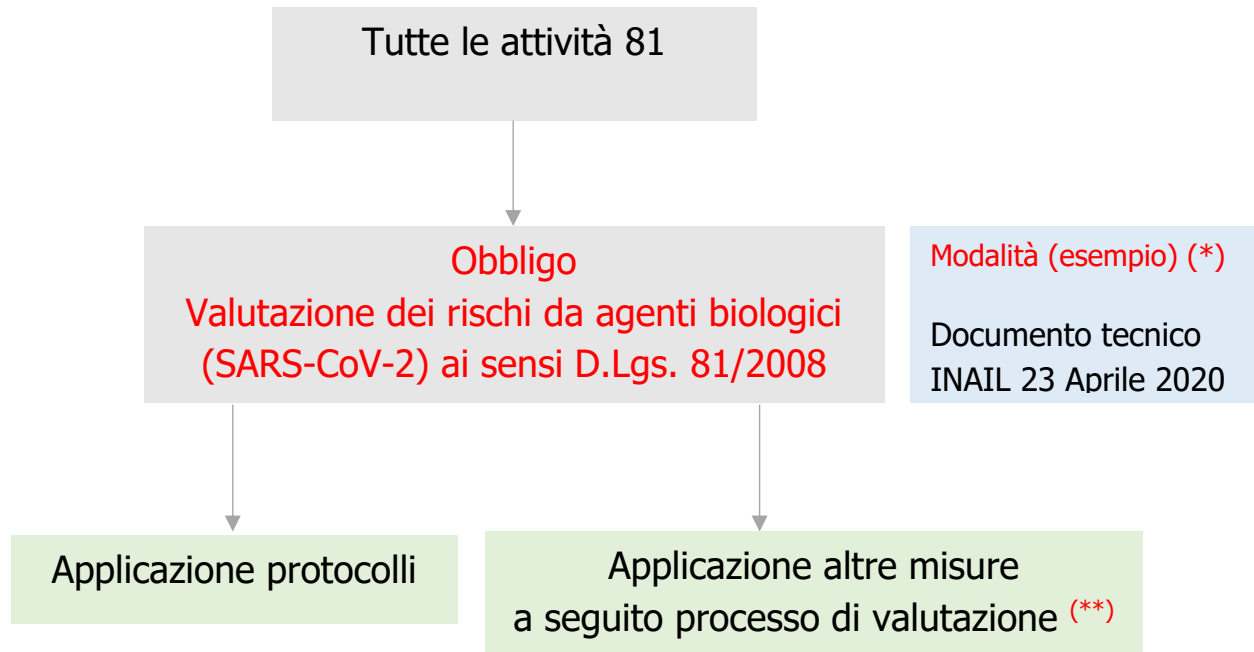 Tutte le attività 81
Obbligo
Valutazione dei rischi da agenti biologici
(SARS-CoV-2) ai sensi D.Lgs. 81/2008
Modalità (esempio) (*)
Documento tecnico
INAIL 23 Aprile 2020
Applicazione protocolli
Applicazione altre misure
a seguito processo di valutazione (**)